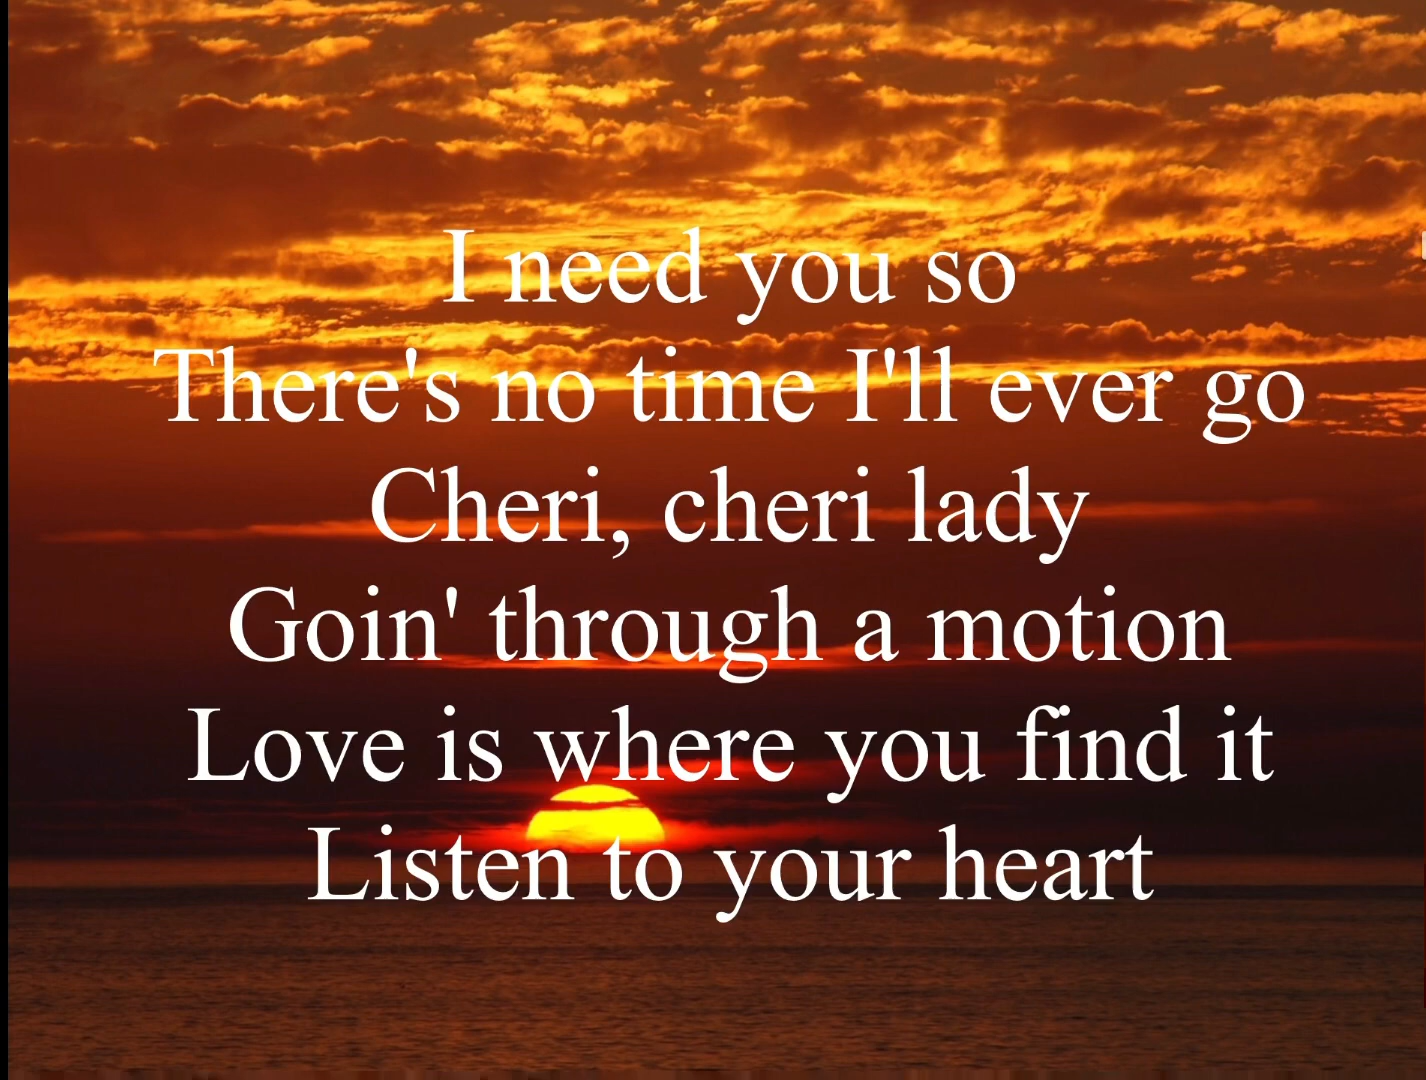 I need you so
There's no time I'll ever go
Cheri, cheri lady
Goin' through a motion
Love is where you find it
Listen to your heart